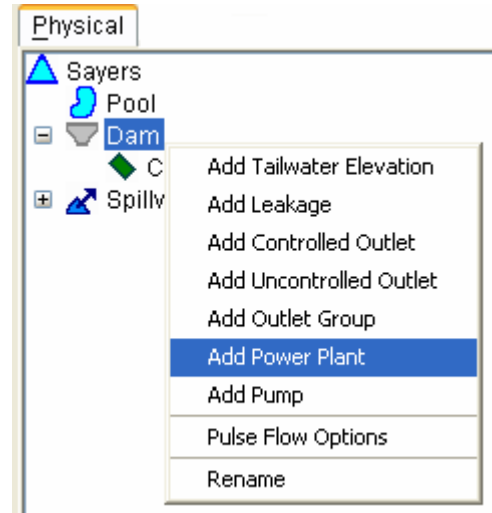 Physical
Sayers
Pool
Dam
C
Spillw
Add Tailwater Elevation
Add Leakage
Add Controlled Outlet
Add Uncontrolled Outlet
Add Outlet Group
Add Power Plant
Add Pump
Pulse Flow Options
Rename